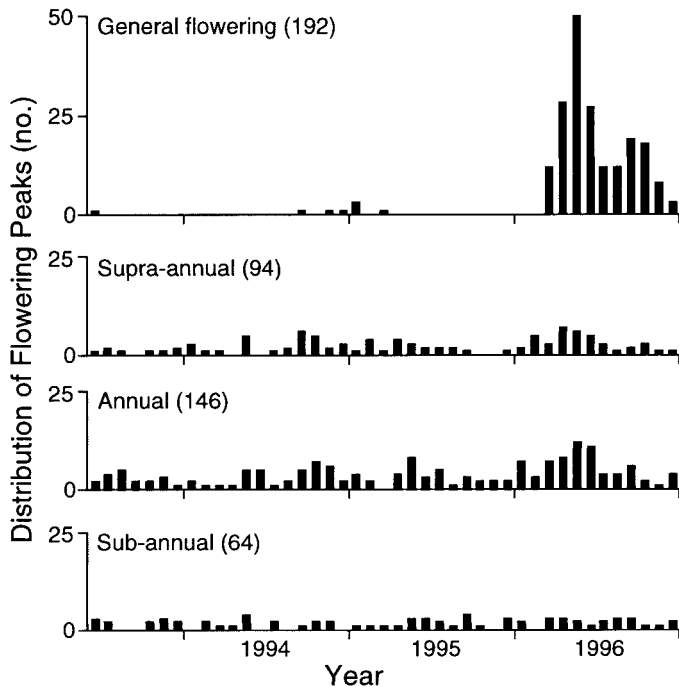 Distribution of Flowering Peaks (no.)
50
General flowering (192)
25
0
25
Supra-annual (94)
0
25
Annual (146)
0
25
Sub-annual (64)
0
1994 1995 1996
Year